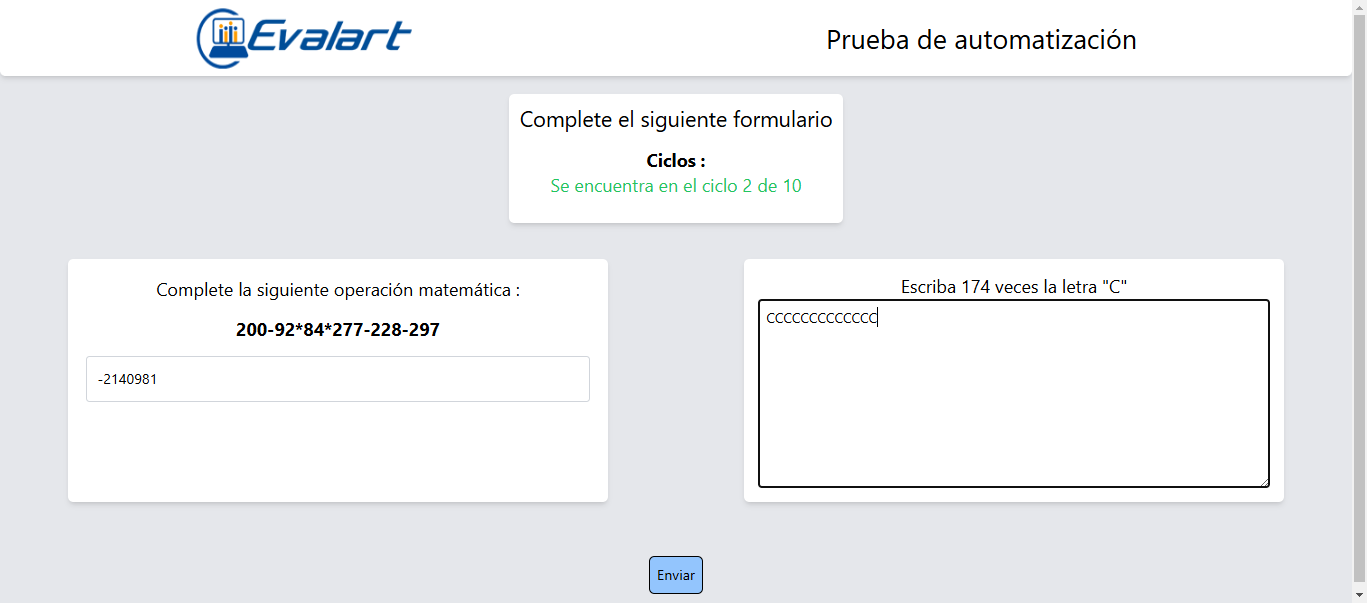 Evalart
Prueba de automatización
Complete el siguiente formulario
Ciclos :
Se encuentra en el ciclo 2 de 10
Complete la siguiente operación matemática :
200-92*84*277-228-297
-2140981
Escriba 174 veces la letra "C"
CCCCCCCCCCCCC
Enviar